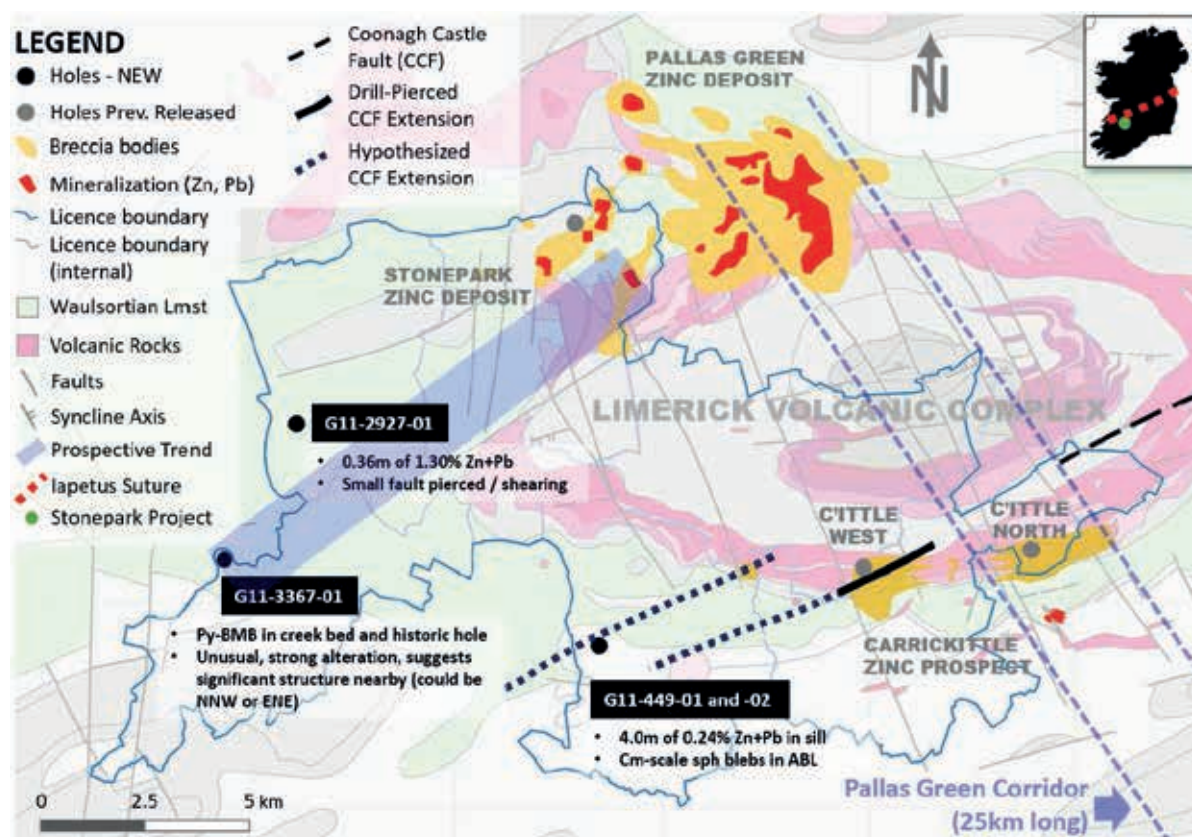 LEGEND
Holes - NEW
Holes Prev. Released
Breccia bodies
Mineralization (Zn, Pb)
Licence boundary
Licence boundary
(internal)
Waulsortian Lmst
Volcanic Rocks
Faults
Syncline Axis
Prospective Trend
Iapetus Suture
Stonepark Project
Coonagh Castle
Fault (CCF)
Drill-Pierced
CCF Extension
Hypothesized
CCF Extension
PALLAS GREEN
ZINC DEPOSIT
N
STONEPARK
ZINC DEPOSIT
LIMERICK VOLCANIC COMPLEX
G11-2927-01
• 0.36m of 1.30% Zn+Pb
• Small fault pierced / shearing
C'ITTLE
WEST
C'ITTLE
NORTH
G11-3367-01
• Py-BMB in creek bed and historic hole
• Unusual, strong alteration, suggests
significant structure nearby (could be
NNW or ENE)
CARRICKITTLE
ZINC PROSPECT
G11-449-01 and -02
• 4.0m of 0.24% Zn+Pb in sill
• Cm-scale sph blebs in ABL
Pallas Green Corridor
(25km long)
0 2.5 5 km